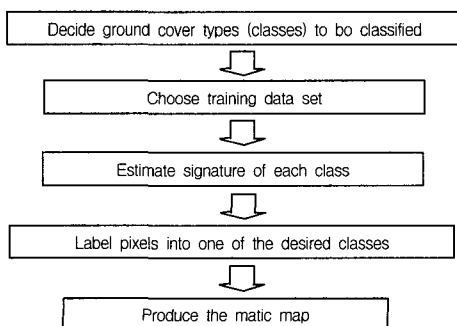 Decide ground cover types (classes) to bo classified
Choose training data set
Estimate signature of each class
Label pixels into one of the desired classes
Produce the matic map